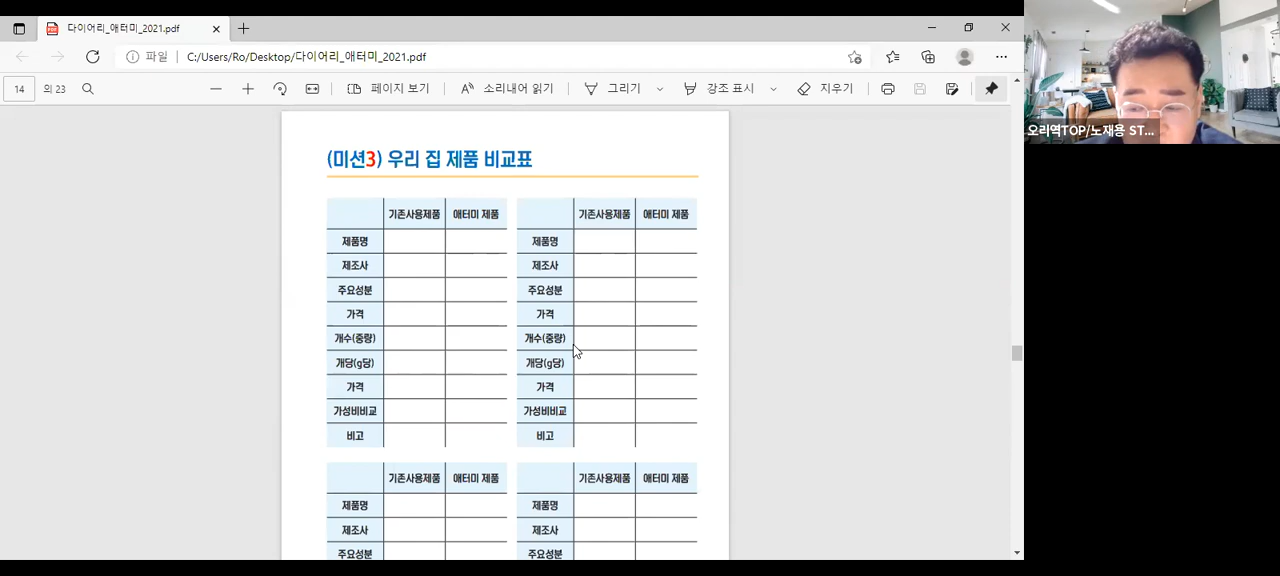 다이어리_애터미_2021.pdf
파일 C:/Users/Ro/Desktop/다이어리_애터미_2021.pdf
14 의 23 페이지 보기 소리내어 읽기 그리기 강조 표시 지우기
오리역TOP/노재용 ST...
(미션3) 우리 집 제품 비교표
기존사용제품 애터미 제품 기존사용제품 애터미 제품
제품명 제품명
제조사 제조사
주요성분 주요성분
가격 가격
개수(중량) 개수(중량)
개당(g당) 개당(g당)
가격 가격
가성비비교 가성비비교
비고 비고
기존사용제품 애터미 제품 기존사용제품 애터미 제품
제품명 제품명
제조사 제조사
주요성분 주요성분